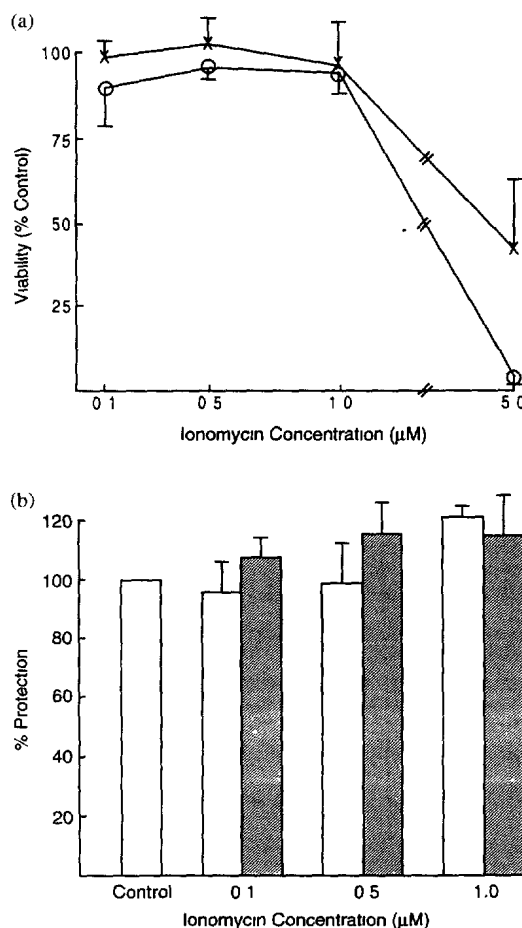 (a)
100
75
50
25
Viability (% Control)
0 1 0 5 1 0 5 0
Ionomycin Concentration (μM)
(b)
120
100
80
60
40
20
% Protection
Control 0 1 0 5 1.0
Ionomycin Concentration (μM)